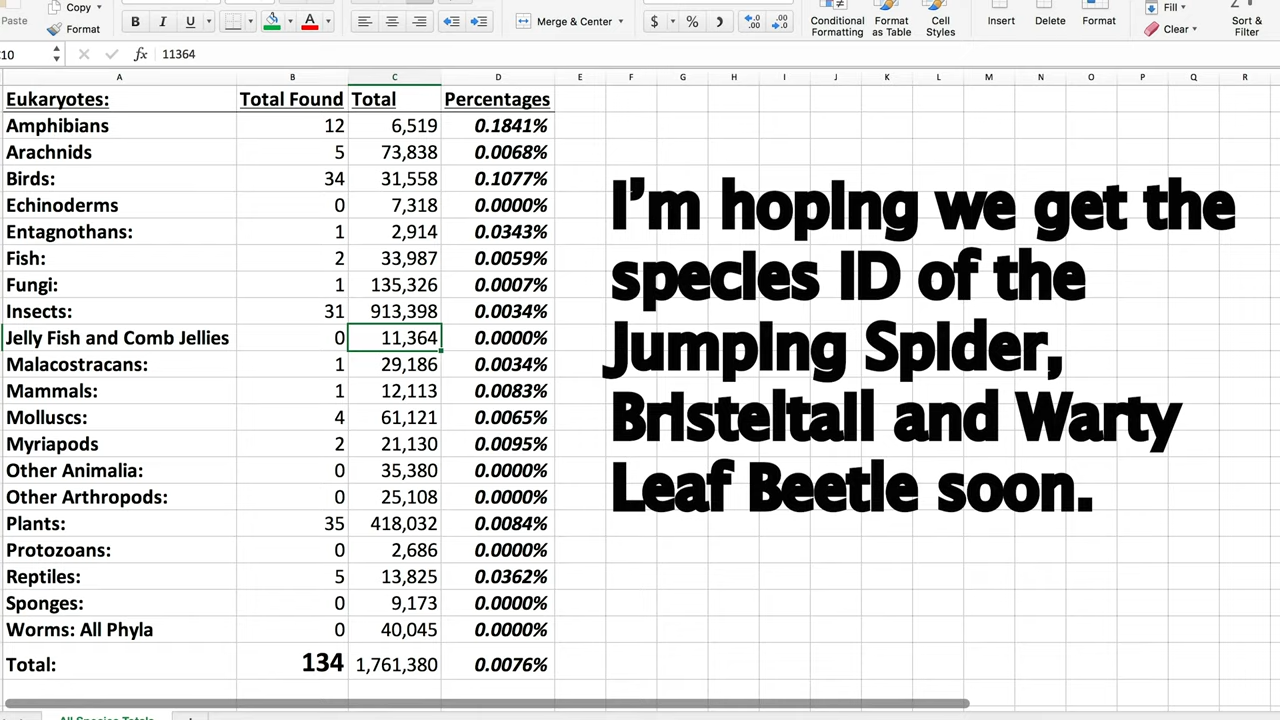 Paste
Copy
Format
B I U
A
Merge & Center
$ % ,
Conditional Formatting
Format as Table
Cell Styles
Insert
Delete
Format
Fill
Clear
Sort & Filter
10
fx 11364
A B C D E F G H I J K L M N O P Q R
Eukaryotes: Total Found Total Percentages
Amphibians 12 6,519 0.1841%
Arachnids 5 73,838 0.0068%
Birds: 34 31,558 0.1077%
Echinoderms 0 7,318 0.0000%
Entagnothans: 1 2,914 0.0343%
Fish: 2 33,987 0.0059%
Fungi: 1 135,326 0.0007%
Insects: 31 913,398 0.0034%
Jelly Fish and Comb Jellies 0 11,364 0.0000%
Malacostracans: 1 29,186 0.0034%
Mammals: 1 12,113 0.0083%
Molluscs: 4 61,121 0.0065%
Myriapods 2 21,130 0.0095%
Other Animalia: 0 35,380 0.0000%
Other Arthropods: 0 25,108 0.0000%
Plants: 35 418,032 0.0084%
Protozoans: 0 2,686 0.0000%
Reptiles: 5 13,825 0.0362%
Sponges: 0 9,173 0.0000%
Worms: All Phyla 0 40,045 0.0000%
Total: 134 1,761,380 0.0076%
I'm hoping we get the
species ID of the
Jumping Spider,
Bristeltail and Warty
Leaf Beetle soon.
All Species Totals